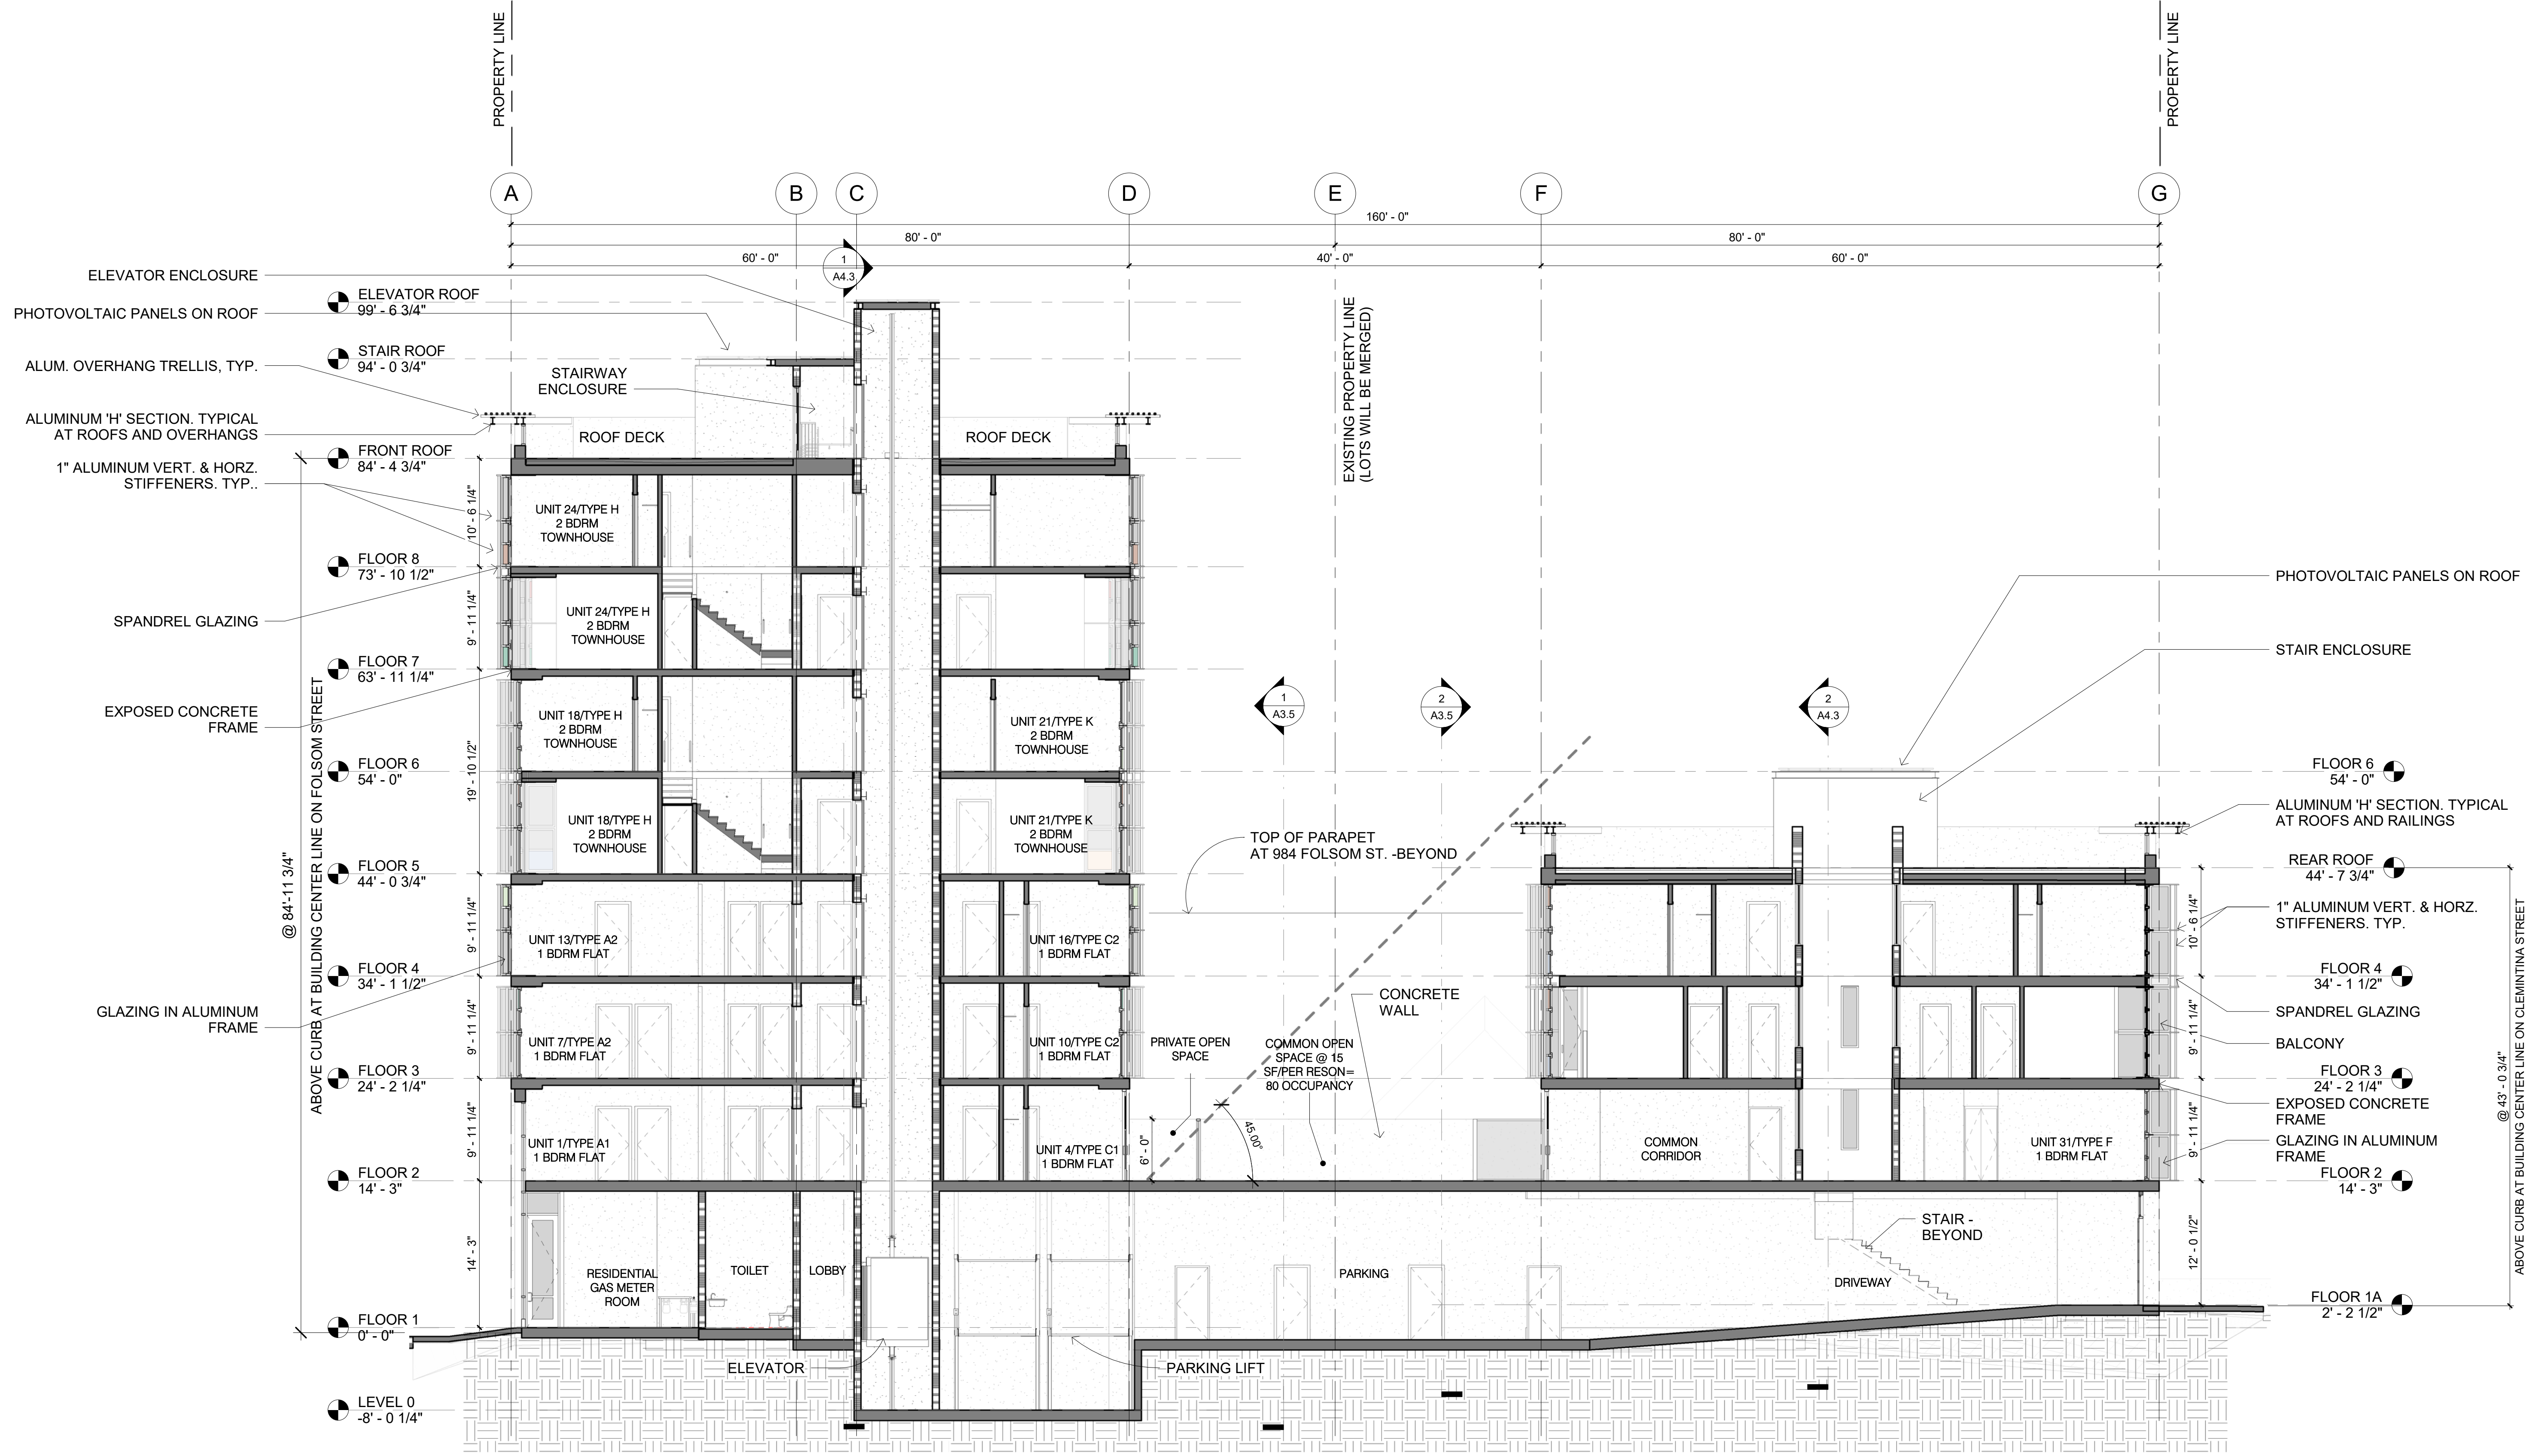 PROPERTY LINE
PROPERTY LINE
A
B
C
D
E
F
G
160' - 0"
80' - 0"
80' - 0"
60' - 0"
40' - 0"
60' - 0"
1
A4.3
ELEVATOR ENCLOSURE
PHOTOVOLTAIC PANELS ON ROOF
ALUM. OVERHANG TRELLIS, TYP.
ALUMINUM 'H' SECTION. TYPICAL
AT ROOFS AND OVERHANGS
1" ALUMINUM VERT. & HORZ.
STIFFENERS. TYP..
SPANDREL GLAZING
EXPOSED CONCRETE
FRAME
GLAZING IN ALUMINUM
FRAME
@ 84'-11 3/4"
ABOVE CURB AT BUILDING CENTER LINE ON FOLSOM STREET
ELEVATOR ROOF
99' - 6 3/4"
STAIR ROOF
94' - 0 3/4"
FRONT ROOF
84' - 4 3/4"
FLOOR 8
73' - 10 1/2"
FLOOR 7
63' - 11 1/4"
FLOOR 6
54' - 0"
FLOOR 5
44' - 0 3/4"
FLOOR 4
34' - 1 1/2"
FLOOR 3
24' - 2 1/4"
FLOOR 2
14' - 3"
FLOOR 1
0' - 0"
LEVEL 0
-8' - 0 1/4"
10' - 6 1/4"
9' - 11 1/4"
19' - 10 1/2"
9' - 11 1/4"
9' - 11 1/4"
9' - 11 1/4"
14' - 3"
STAIRWAY
ENCLOSURE
ROOF DECK
ROOF DECK
UNIT 24/TYPE H
2 BDRM
TOWNHOUSE
UNIT 24/TYPE H
2 BDRM
TOWNHOUSE
UNIT 18/TYPE H
2 BDRM
TOWNHOUSE
UNIT 21/TYPE K
2 BDRM
TOWNHOUSE
UNIT 18/TYPE H
2 BDRM
TOWNHOUSE
UNIT 21/TYPE K
2 BDRM
TOWNHOUSE
UNIT 13/TYPE A2
1 BDRM FLAT
UNIT 16/TYPE C2
1 BDRM FLAT
UNIT 7/TYPE A2
1 BDRM FLAT
UNIT 10/TYPE C2
1 BDRM FLAT
UNIT 1/TYPE A1
1 BDRM FLAT
UNIT 4/TYPE C1
1 BDRM FLAT
RESIDENTIAL
GAS METER
ROOM
TOILET
LOBBY
ELEVATOR
PARKING LIFT
EXISTING PROPERTY LINE
(LOTS WILL BE MERGED)
1
A3.5
2
A3.5
2
A4.3
TOP OF PARAPET
AT 984 FOLSOM ST. -BEYOND
CONCRETE
WALL
PRIVATE OPEN
SPACE
COMMON OPEN
SPACE @ 15
SF/PER RESON=
80 OCCUPANCY
6' - 0"
45.00°
PARKING
COMMON
CORRIDOR
UNIT 31/TYPE F
1 BDRM FLAT
STAIR -
BEYOND
DRIVEWAY
PHOTOVOLTAIC PANELS ON ROOF
STAIR ENCLOSURE
FLOOR 6
54' - 0"
ALUMINUM 'H' SECTION. TYPICAL
AT ROOFS AND RAILINGS
REAR ROOF
44' - 7 3/4"
1" ALUMINUM VERT. & HORZ.
STIFFENERS. TYP.
FLOOR 4
34' - 1 1/2"
SPANDREL GLAZING
BALCONY
FLOOR 3
24' - 2 1/4"
EXPOSED CONCRETE
FRAME
GLAZING IN ALUMINUM
FRAME
FLOOR 2
14' - 3"
FLOOR 1A
2' - 2 1/2"
10' - 6 1/4"
9' - 11 1/4"
9' - 11 1/4"
12' - 0 1/2"
@ 43' - 0 3/4"
ABOVE CURB AT BUILDING CENTER LINE ON CLEMINTINA STREET